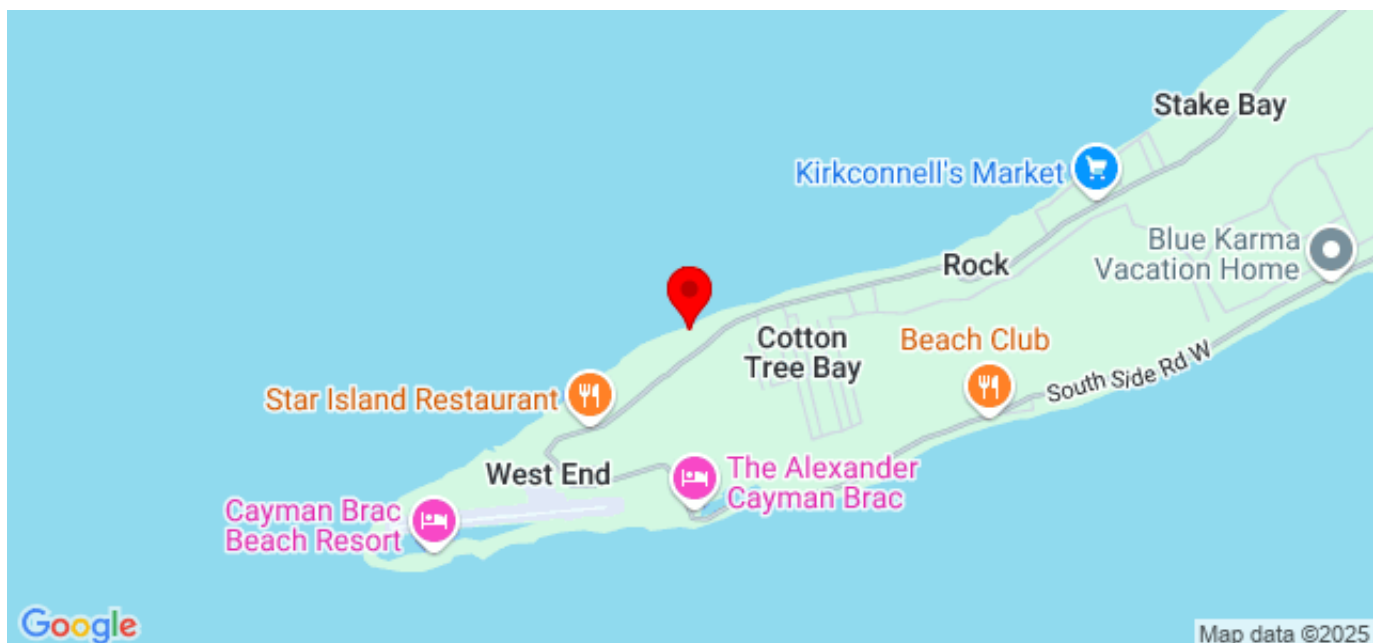 Stake Bay
Kirkconnell's Market
Blue Karma
Vacation Home
Rock
Cotton
Tree Bay
Beach Club
South Side Rd W
Star Island Restaurant
West End
The Alexander
Cayman Brac
Cayman Brac
Beach Resort
Google
Map data ©2025